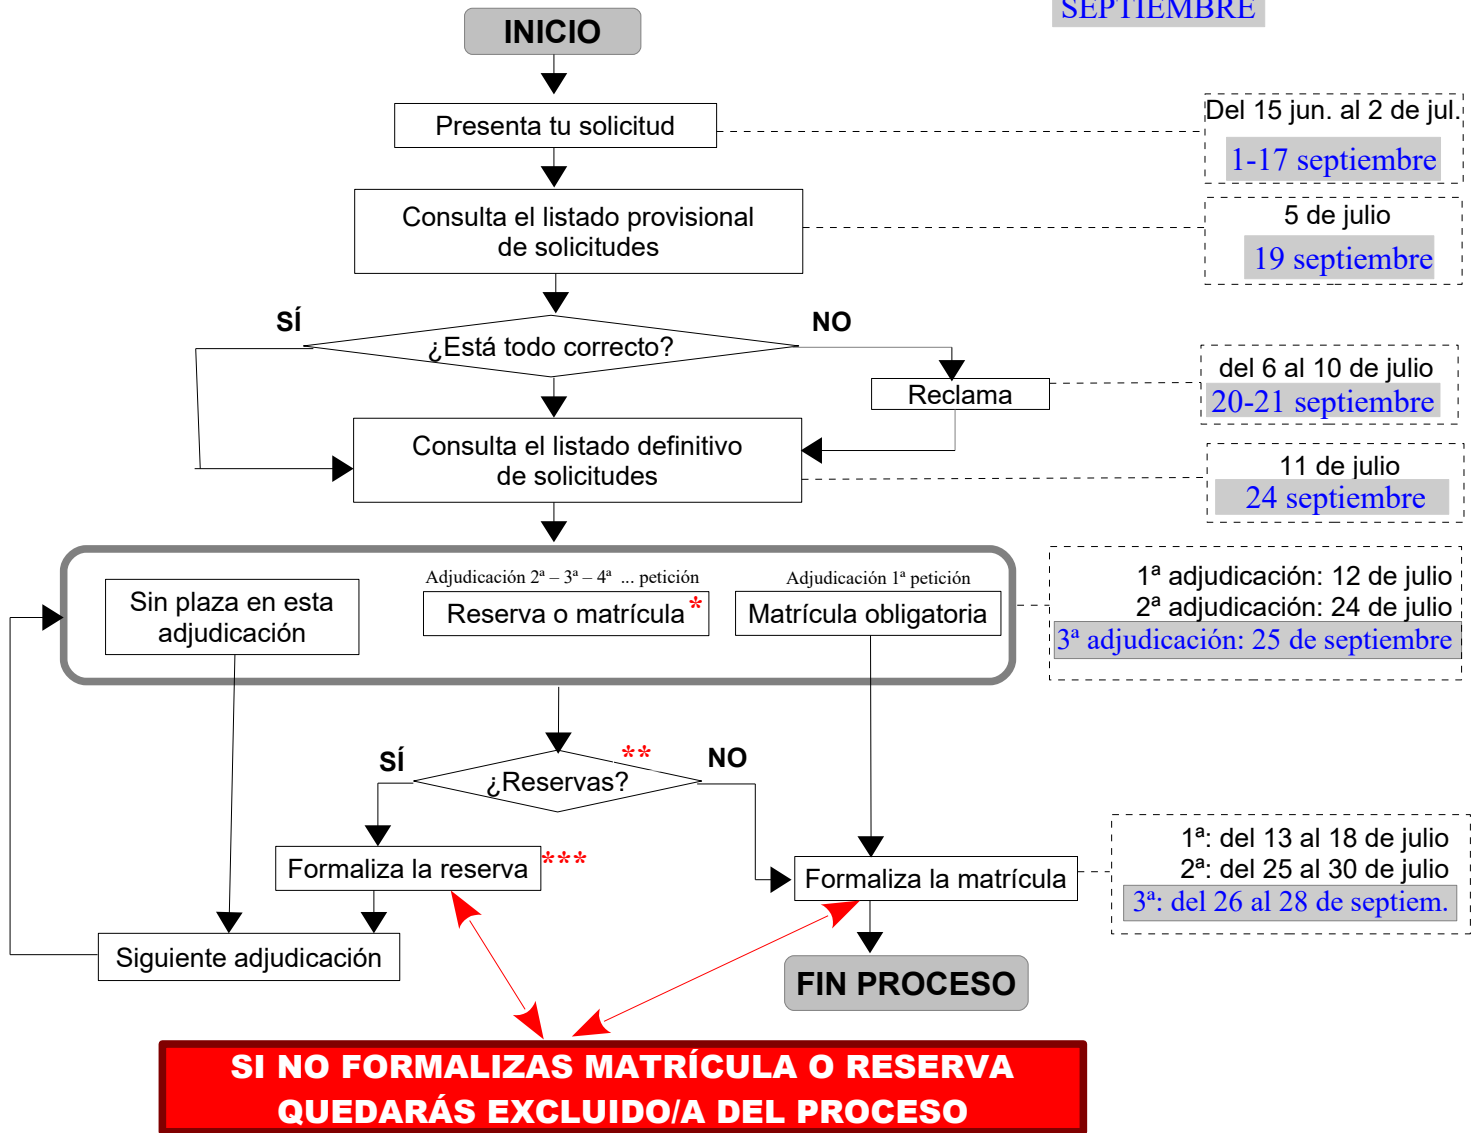 SEPTIEMBRE
INICIO
Presenta tu solicitud
Del 15 jun. al 2 de jul.
1-17 septiembre
Consulta el listado provisional
de solicitudes
5 de julio
19 septiembre
SÍ
NO
¿Está todo correcto?
Reclama
del 6 al 10 de julio
20-21 septiembre
Consulta el listado definitivo
de solicitudes
11 de julio
24 septiembre
Sin plaza en esta
adjudicación
Adjudicación 2ª – 3ª – 4ª ... petición
Reserva o matrícula*
Adjudicación 1ª petición
Matrícula obligatoria
1ª adjudicación: 12 de julio
2ª adjudicación: 24 de julio
3ª adjudicación: 25 de septiembre
SÍ
**
NO
¿Reservas?
Formaliza la reserva ***
Formaliza la matrícula
1ª: del 13 al 18 de julio
2ª: del 25 al 30 de julio
3ª: del 26 al 28 de septiem.
Siguiente adjudicación
FIN PROCESO
SI NO FORMALIZAS MATRÍCULA O RESERVA
QUEDARÁS EXCLUIDO/A DEL PROCESO